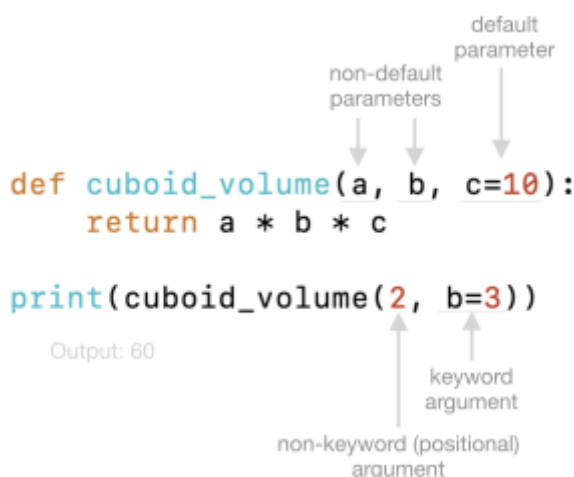 default
parameter
non-default
parameters
def cuboid_volume(a, b, c=10):
return a * b * c
print(cuboid_volume(2, b=3))
Output: 60
keyword
argument
non-keyword (positional)
argument